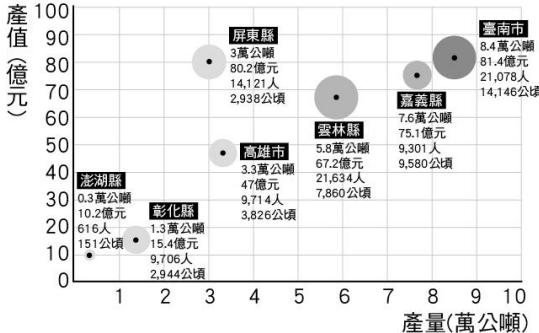 產值(億元)
100
90
80
70
60
50
40
30
20
10
0
屏東縣
3萬公噸
80.2億元
14,121人
2,938公頃
臺南市
8.4萬公噸
81.4億元
21,078人
14,146公頃
嘉義縣
7.6萬公噸
75.1億元
9,301人
9,580公頃
雲林縣
5.8萬公噸
67.2億元
21,634人
7,860公頃
高雄市
3.3萬公噸
47億元
9,714人
3,826公頃
澎湖縣
0.3萬公噸
10.2億元
616人
151公頃
彰化縣
1.3萬公噸
15.4億元
9,706人
2,944公頃
1 2 3 4 5 6 7 8 9 10
產量(萬公噸)